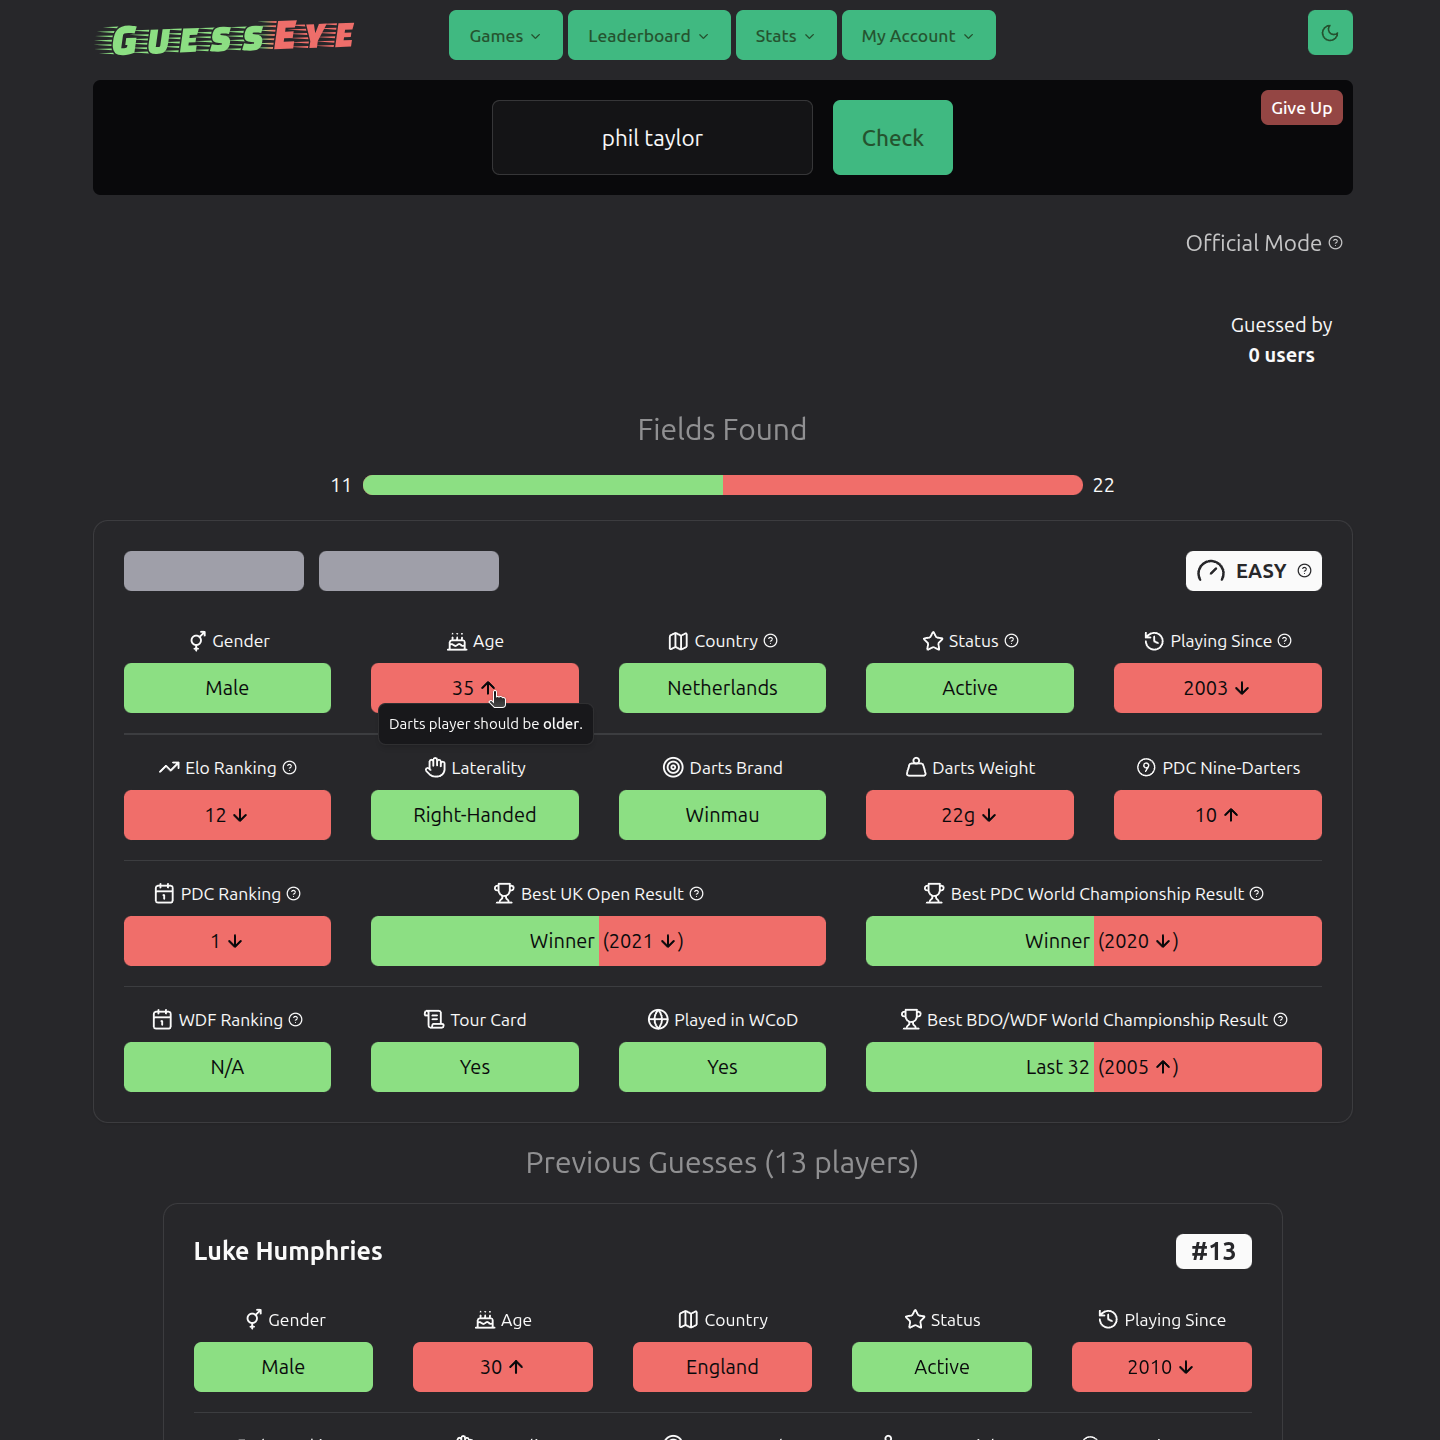 GUESSEYE
Games
Leaderboard
Stats
My Account
phil taylor
Check
Give Up
Official Mode
Guessed by
0 users
Fields Found
11
22
EASY
Gender
Age
Country
Status
Playing Since
Male
35
Netherlands
Active
2003
Darts player should be older.
Elo Ranking
Laterality
Darts Brand
Darts Weight
PDC Nine-Darters
12
Right-Handed
Winmau
22g
10
PDC Ranking
Best UK Open Result
Best PDC World Championship Result
1
Winner (2021 ↓)
Winner (2020 ↓)
WDF Ranking
Tour Card
Played in WCoD
Best BDO/WDF World Championship Result
N/A
Yes
Yes
Last 32 (2005 ↑)
Previous Guesses (13 players)
Luke Humphries
#13
Gender
Age
Country
Status
Playing Since
Male
30
England
Active
2010